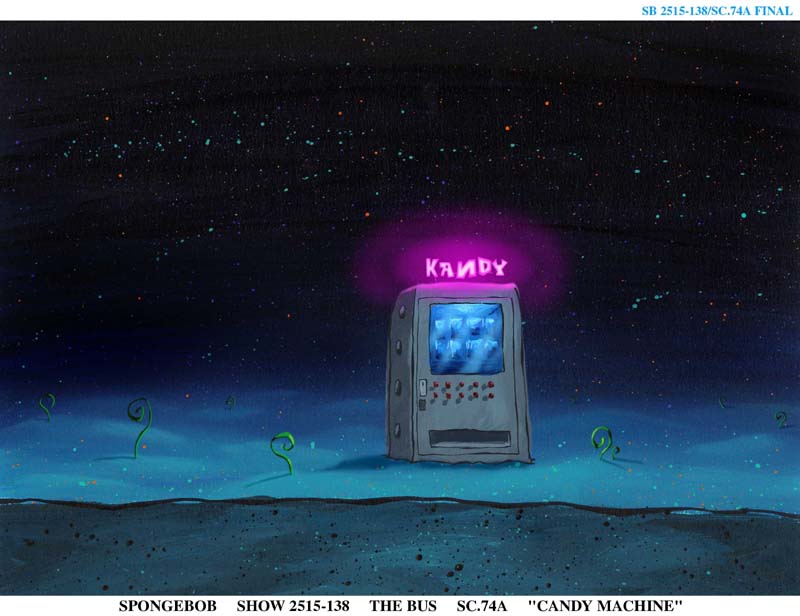 SB 2515-138/SC.74A FINAL
KANDY
SPONGEBOB SHOW 2515-138 THE BUS SC.74A "CANDY MACHINE"